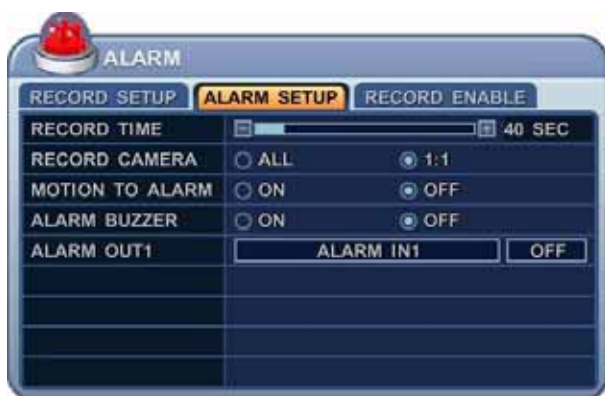 ALARM
RECORD SETUP ALARM SETUP RECORD ENABLE
RECORD TIME 40 SEC
RECORD CAMERA ALL 1:1
MOTION TO ALARM ON OFF
ALARM BUZZER ON OFF
ALARM OUT1 ALARM IN1 OFF